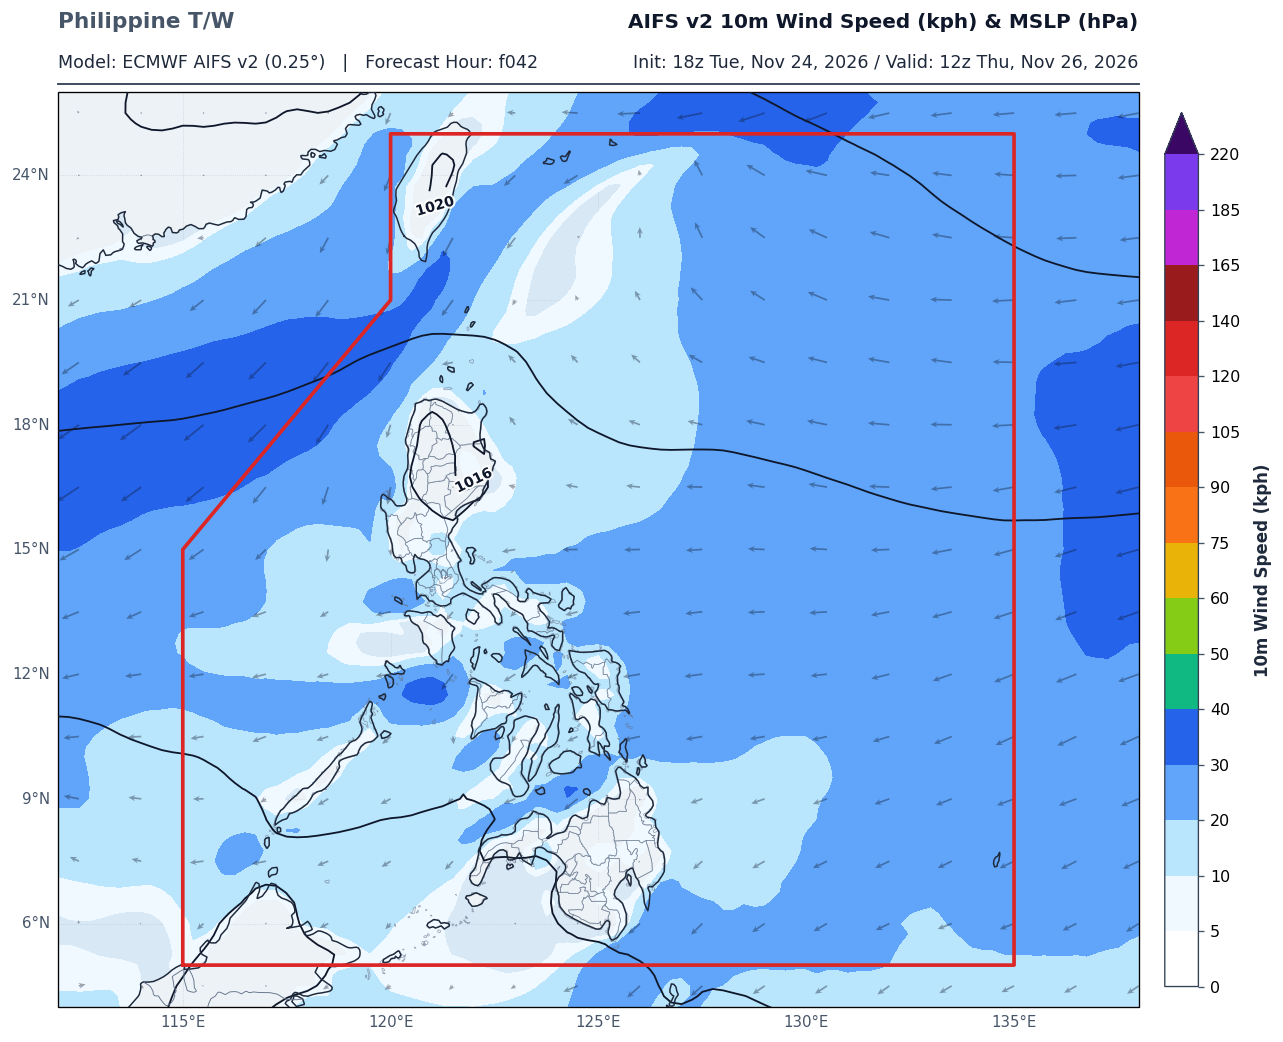 Philippine T/W
AIFS v2 10m Wind Speed (kph) & MSLP (hPa)
Model: ECMWF AIFS v2 (0.25°) | Forecast Hour: f042
Init: 18z Tue, Nov 24, 2026 / Valid: 12z Thu, Nov 26, 2026
24°N
21°N
18°N
15°N
12°N
9°N
6°N
115°E
120°E
125°E
130°E
135°E
1020
1016
220
185
165
140
120
105
90
75
60
50
40
30
20
10
5
0
10m Wind Speed (kph)